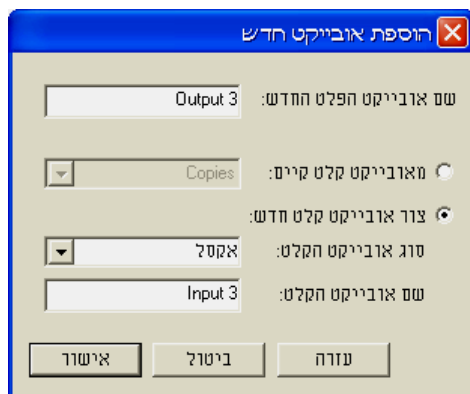 הוספת אובייקט חדש
שם אובייקט הפלט החדש: Output 3
מאובייקט קלט קיים: Copies
צור אובייקט קלט חדש:
סוג אובייקט הקלט: אקסל
שם אובייקט הקלט: Input 3
עזרה ביטול אישור